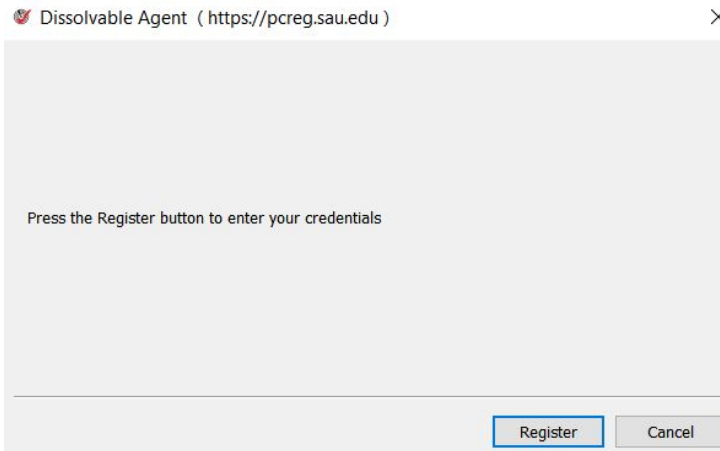 Dissolvable Agent ( https://pcreg.sau.edu )
Press the Register button to enter your credentials
Register Cancel